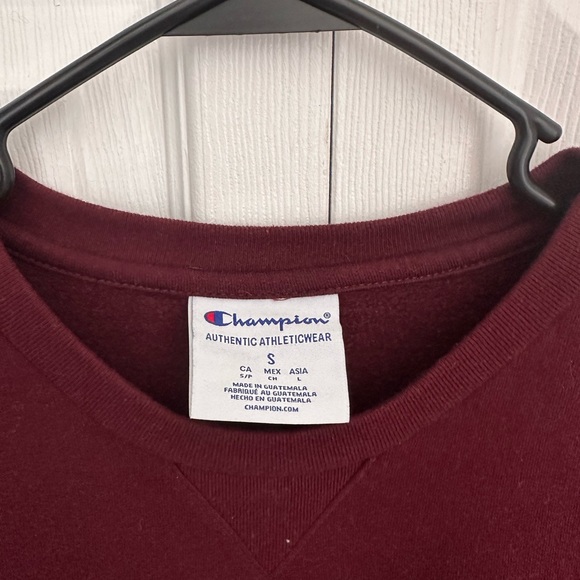 Champion®
AUTHENTIC ATHLETICWEAR
S
CA MEX ASIA
S/P CH L
MADE IN GUATEMALA
FABRIQUÉ AU GUATEMALA
HECHO EN GUATEMALA
CHAMPION.COM